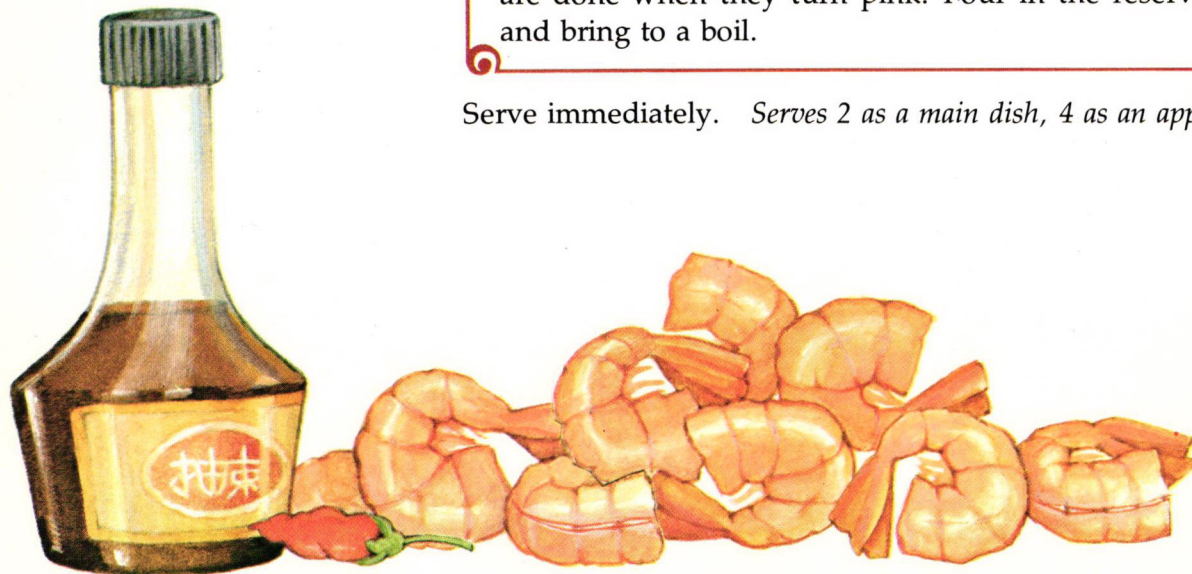 are done when they turn pink. Pour in the reserv
and bring to a boil.
Serve immediately. Serves 2 as a main dish, 4 as an app